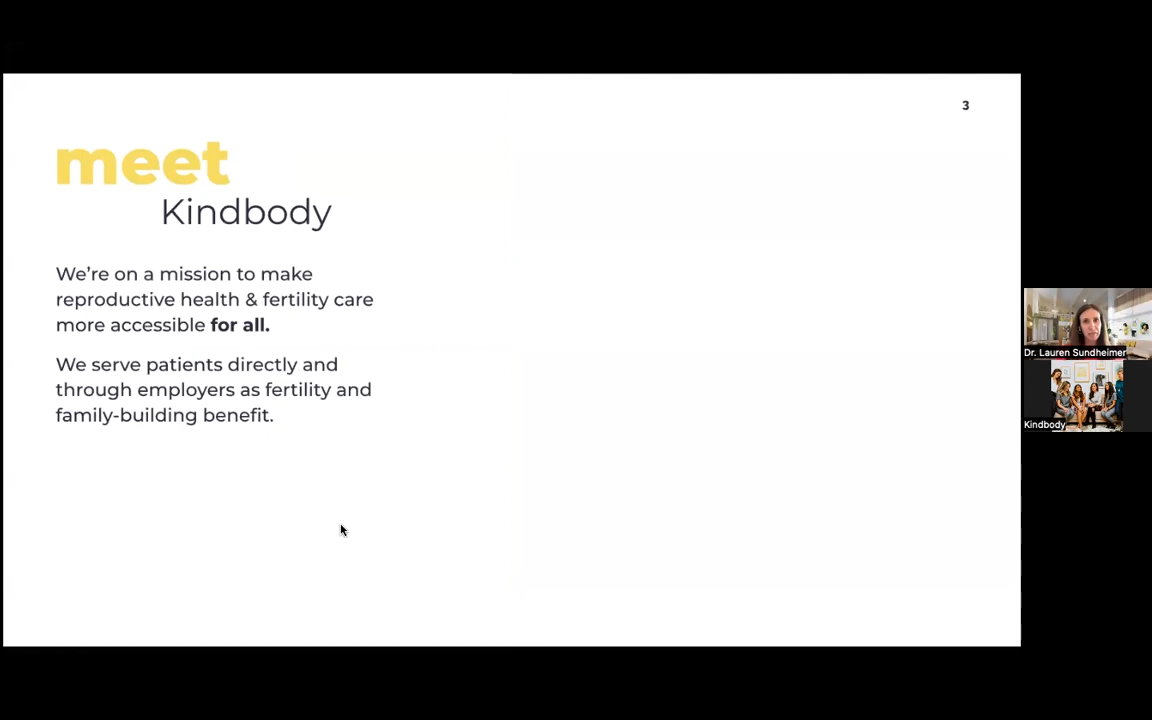 3
meet
Kindbody
We’re on a mission to make
reproductive health & fertility care
more accessible for all.
We serve patients directly and
through employers as fertility and
family-building benefit.
Dr. Lauren Sundheimer
Kindbody